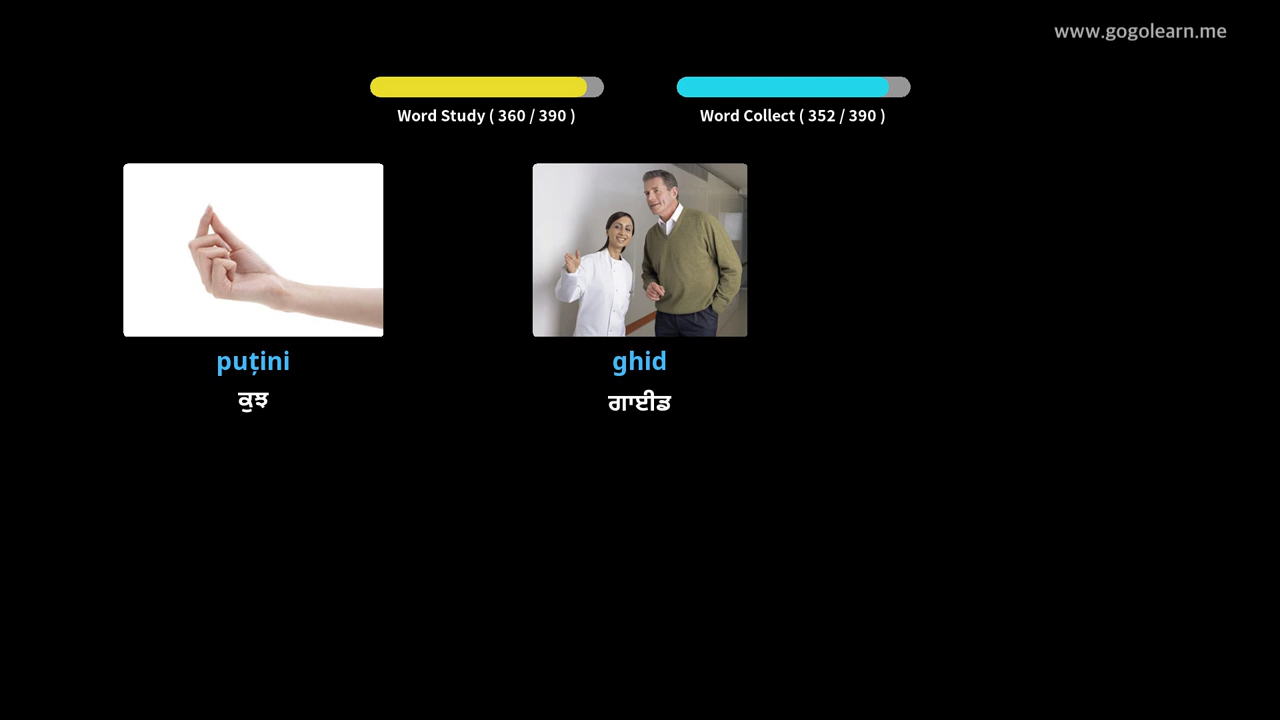 www.gogolearn.me
Word Study ( 360 / 390 )
Word Collect ( 352 / 390 )
puțini
ghid
ਕੁਝ
ਗਾਈਡ